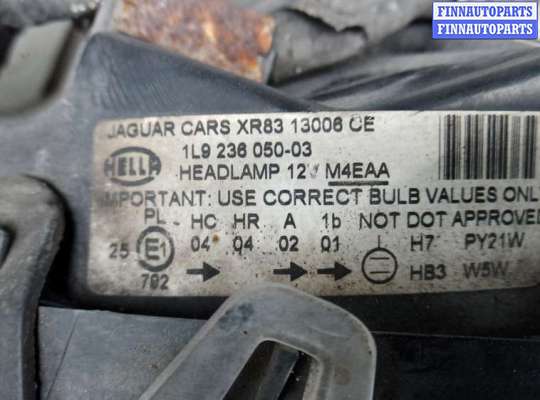 FINNAUTOPARTS
FINNAUTOPARTS
JAGUAR CARS XR83 13006 CE
HELLA
1L9 236 050-03
HEADLAMP 12V M4EAA
IMPORTANT: USE CORRECT BULB VALUES ONL
PL HC HR A 1b NOT DOT APPROVED
25 E1 04 04 02 01 H7 PY21W
792 HB3 W5W